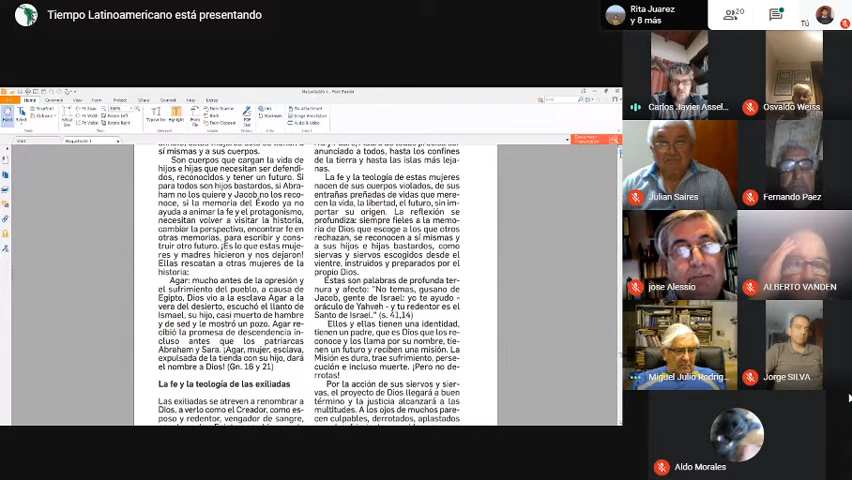 Tiempo Latinoamericano está presentando
Rita Juarez
y 8 más
20
Tú
Home
Comment
View
Form
Protect
Share
Connect
Help
Extras
sí mismas y a sus cuerpos.
Son cuerpos que cargan la vida de
hijos e hijas que necesitan ser defendi-
dos, reconocidos y tener un futuro. Si
para todos son hijos bastardos, si Abra-
ham no los quiere y Jacob no los reco-
noce, si la memoria del Éxodo ya no
ayuda a animar la fe y el protagonismo,
necesitan volver a visitar la historia,
cambiar la perspectiva, encontrar fe en
otras memorias, para escribir y cons-
truir otro futuro. ¡Es lo que estas muje-
res y madres hicieron y nos dejaron!
Ellas rescatan a otras mujeres de la
historia:
Agar: mucho antes de la opresión y
el sufrimiento del pueblo, a causa de
Egipto, Dios vio a la esclava Agar a la
vera del desierto, escuchó el llanto de
Ismael, su hijo, casi muerto de hambre
y de sed y le mostró un pozo. Agar re-
cibió la promesa de descendencia in-
cluso antes que los patriarcas
Abraham y Sara. ¡Agar, mujer, esclava,
expulsada de la tienda con su hijo, dará
el nombre a Dios! (Gn. 16 y 21)
La fe y la teología de las exiliadas
Las exiliadas se atreven a renombrar a
Dios, a verlo como el Creador, como es-
poso y redentor, vengador de sangre,
anunciado a todos, hasta los confines
de la tierra y hasta las islas más leja-
nas.
La fe y la teología de estas mujeres
nacen de sus cuerpos violados, de sus
entrañas preñadas de vidas que mere-
cen la vida, la libertad, el futuro, sin im-
portar su origen. La reflexión se
profundiza: siempre fieles a la memo-
ria de Dios que escoge a los que otros
rechazan, se reconocen a sí mismas y
a sus hijos e hijas bastardos, como
siervas y siervos escogidos desde el
vientre, instruidos y preparados por el
propio Dios.
Estas son palabras de profunda ter-
nura y afecto: "No temas, gusano de
Jacob, gente de Israel: yo te ayudo -
oráculo de Yahveh - y tu redentor es el
Santo de Israel." (s. 41,14)
Ellos y ellas tienen una identidad,
tienen un padre, que es Dios que los re-
conoce y los llama por su nombre,
tienen un futuro y reciben una misión. La
Misión es dura, trae sufrimiento, perse-
cución e incluso muerte. ¡Pero no de-
rrotas!
Por la acción de sus siervos y sier-
vas, el proyecto de Dios llegará a buen
término y la justicia alcanzará a las
multitudes. A los ojos de muchos pare-
cen culpables, derrotados, aplastados
Carlos Javier Assel...
Osvaldo Weiss
Julian Saires
Fernando Paez
jose Alessio
ALBERTO VANDEN
Miguel Julio Rodrig...
Jorge SILVA
Aldo Morales